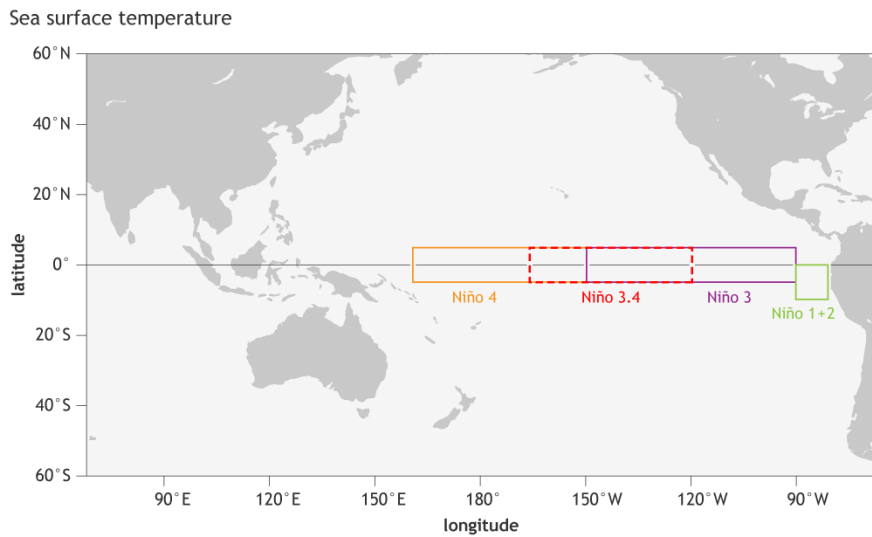 Sea surface temperature
60°N
40°N
20°N
0°
20°S
40°S
60°S
latitude
Niño 4
Niño 3.4
Niño 3
Niño 1+2
90°E
120°E
150°E
180°
150°W
120°W
90°W
longitude